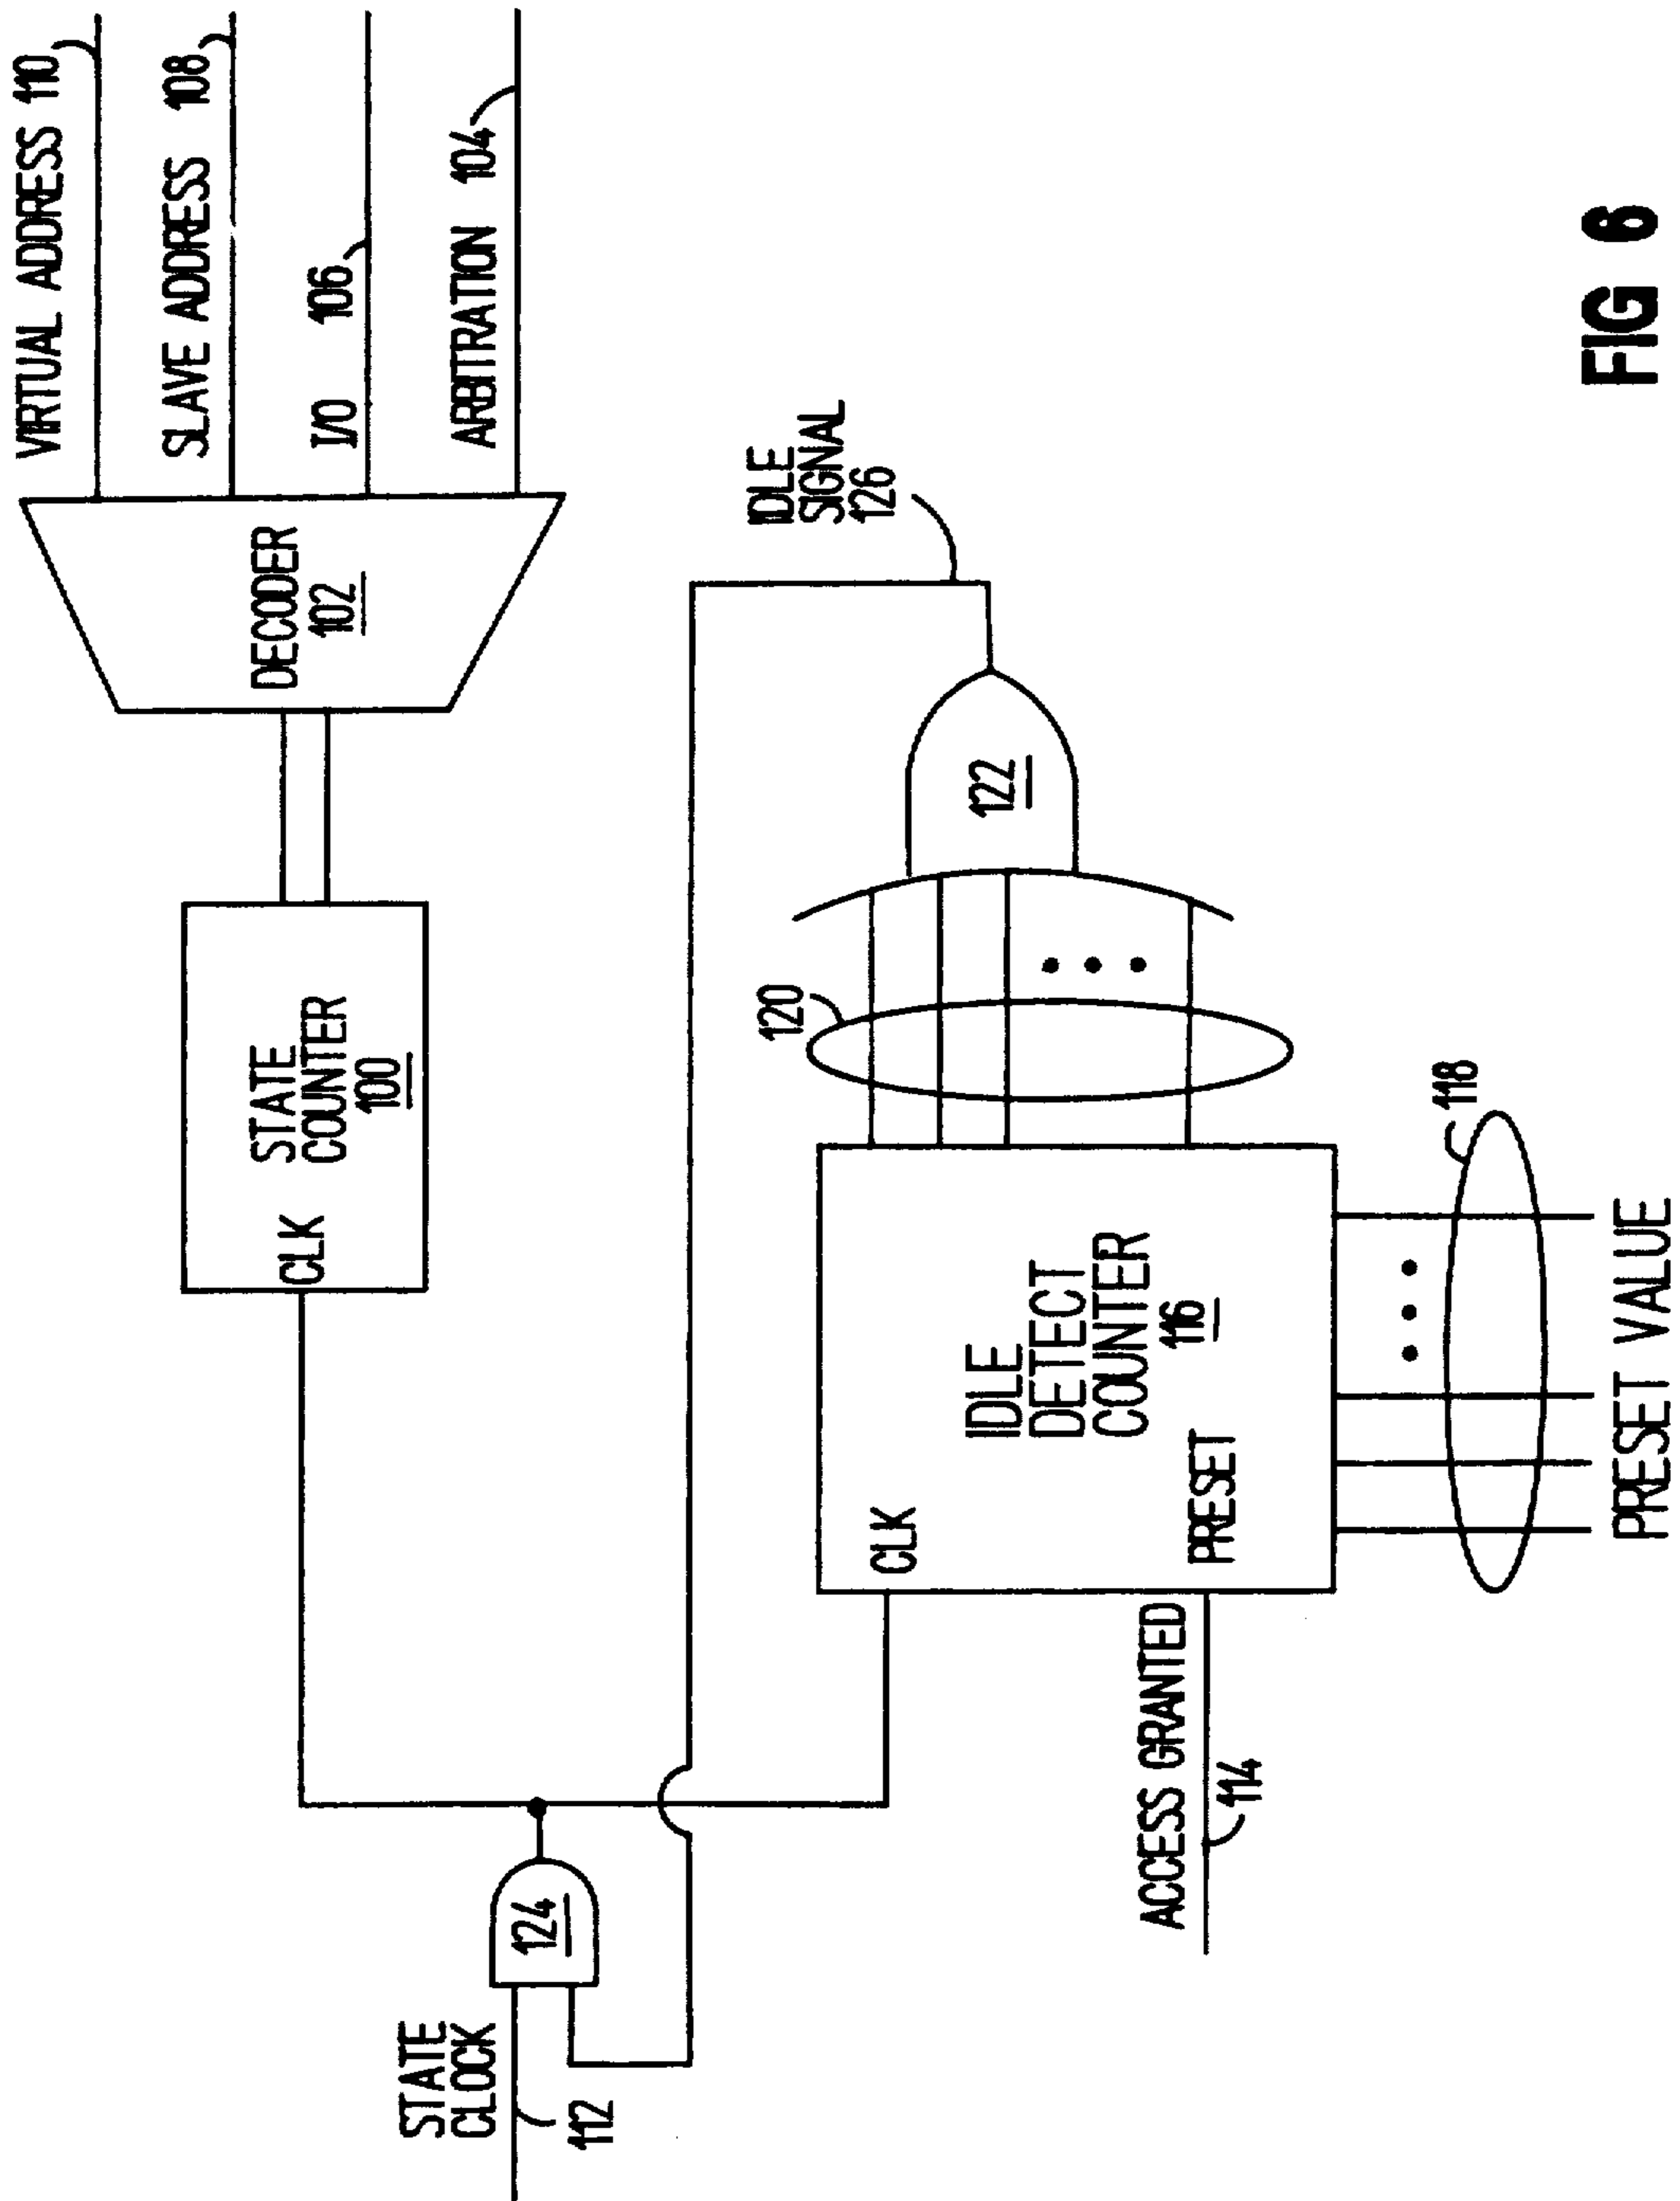 VIRTUAL ADDRESS 110
SLAVE ADDRESS 108
I/O 106
ARBITRATION 104
DECODER
102
STATE
COUNTER
100
CLK
STATE
CLOCK
112
124
IDLE
SIGNAL
126
122
120
IDLE
DETECT
COUNTER
116
CLK
PRESET
ACCESS GRANTED
114
118
PRESET VALUE
FIG 6